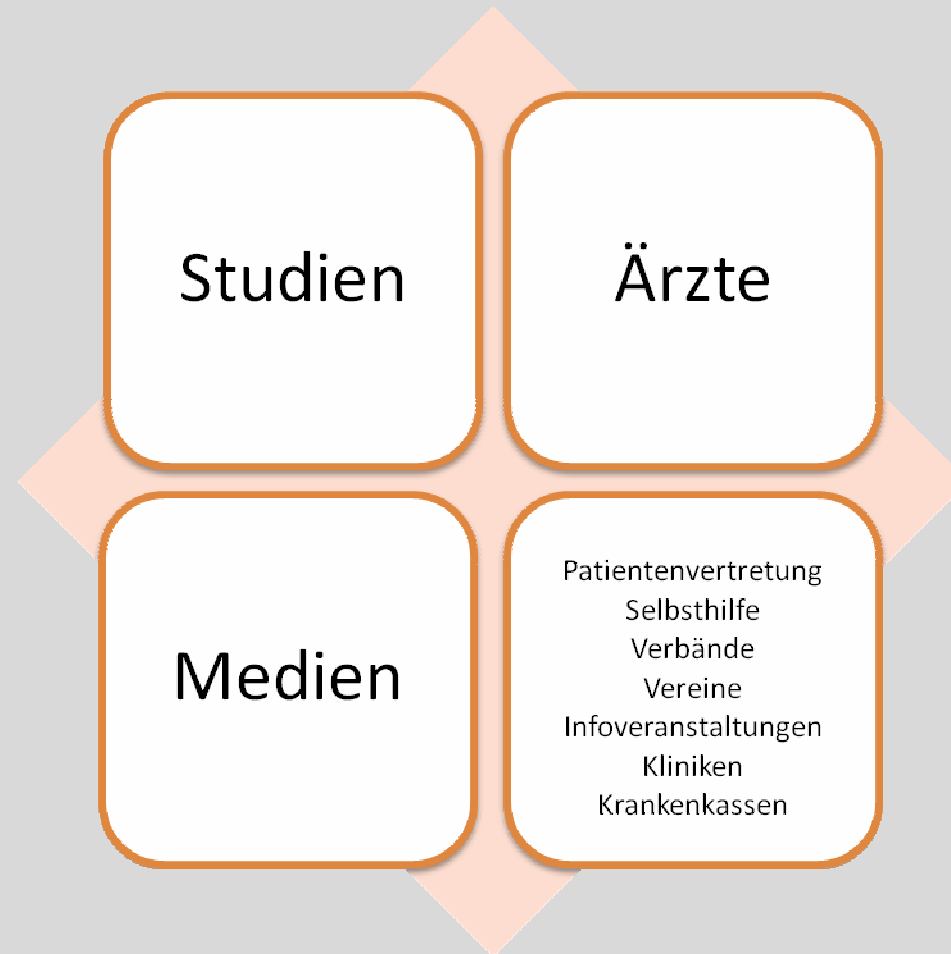 Studien
Ärzte
Medien
Patientenvertretung
Selbsthilfe
Verbände
Vereine
Infoveranstaltungen
Kliniken
Krankenkassen